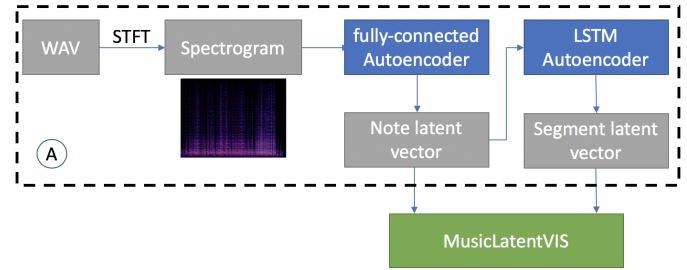 WAV
STFT
Spectrogram
fully-connected
Autoencoder
LSTM
Autoencoder
A
Note latent
vector
Segment latent
vector
MusicLatentVIS